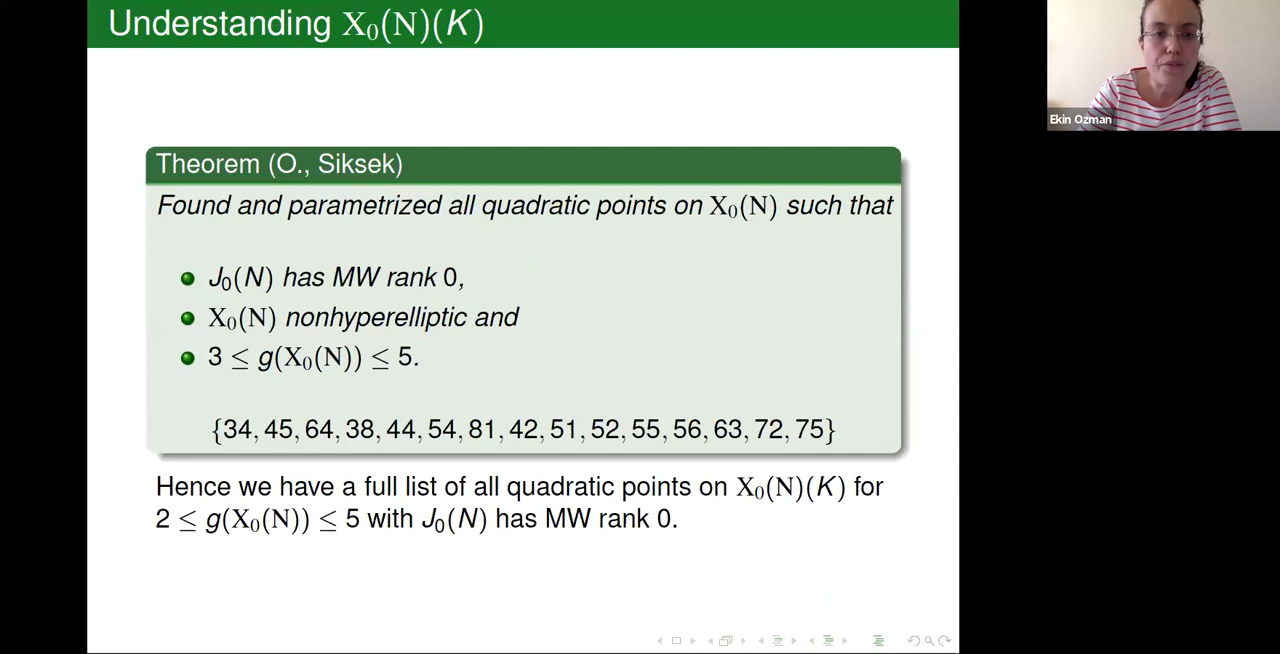 Understanding X₀(N)(K)
Theorem (O., Siksek)
Found and parametrized all quadratic points on X₀(N) such that
J₀(N) has MW rank 0,
X₀(N) nonhyperelliptic and
3 ≤ g(X₀(N)) ≤ 5.
{34, 45, 64, 38, 44, 54, 81, 42, 51, 52, 55, 56, 63, 72, 75}
Hence we have a full list of all quadratic points on X₀(N)(K) for
2 ≤ g(X₀(N)) ≤ 5 with J₀(N) has MW rank 0.
Ekin Ozman